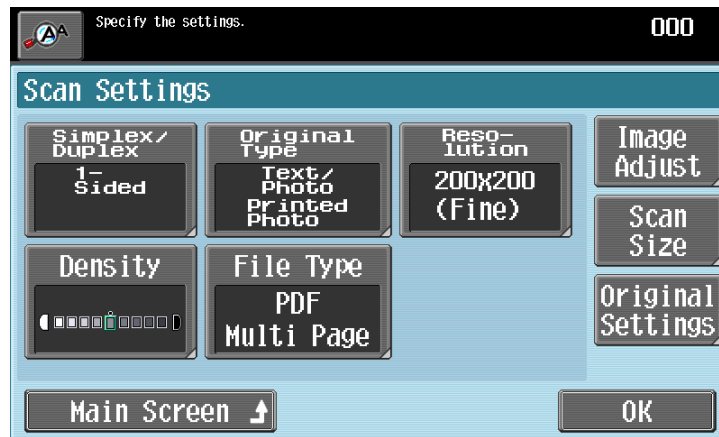 Specify the settings.
000
Scan Settings
Simplex/
Duplex
1-
Sided
Original
Type
Text/
Photo
Printed
Photo
Reso-
lution
200X200
(Fine)
Image
Adjust
Scan
Size
Original
Settings
Density
File Type
PDF
Multi Page
Main Screen
OK